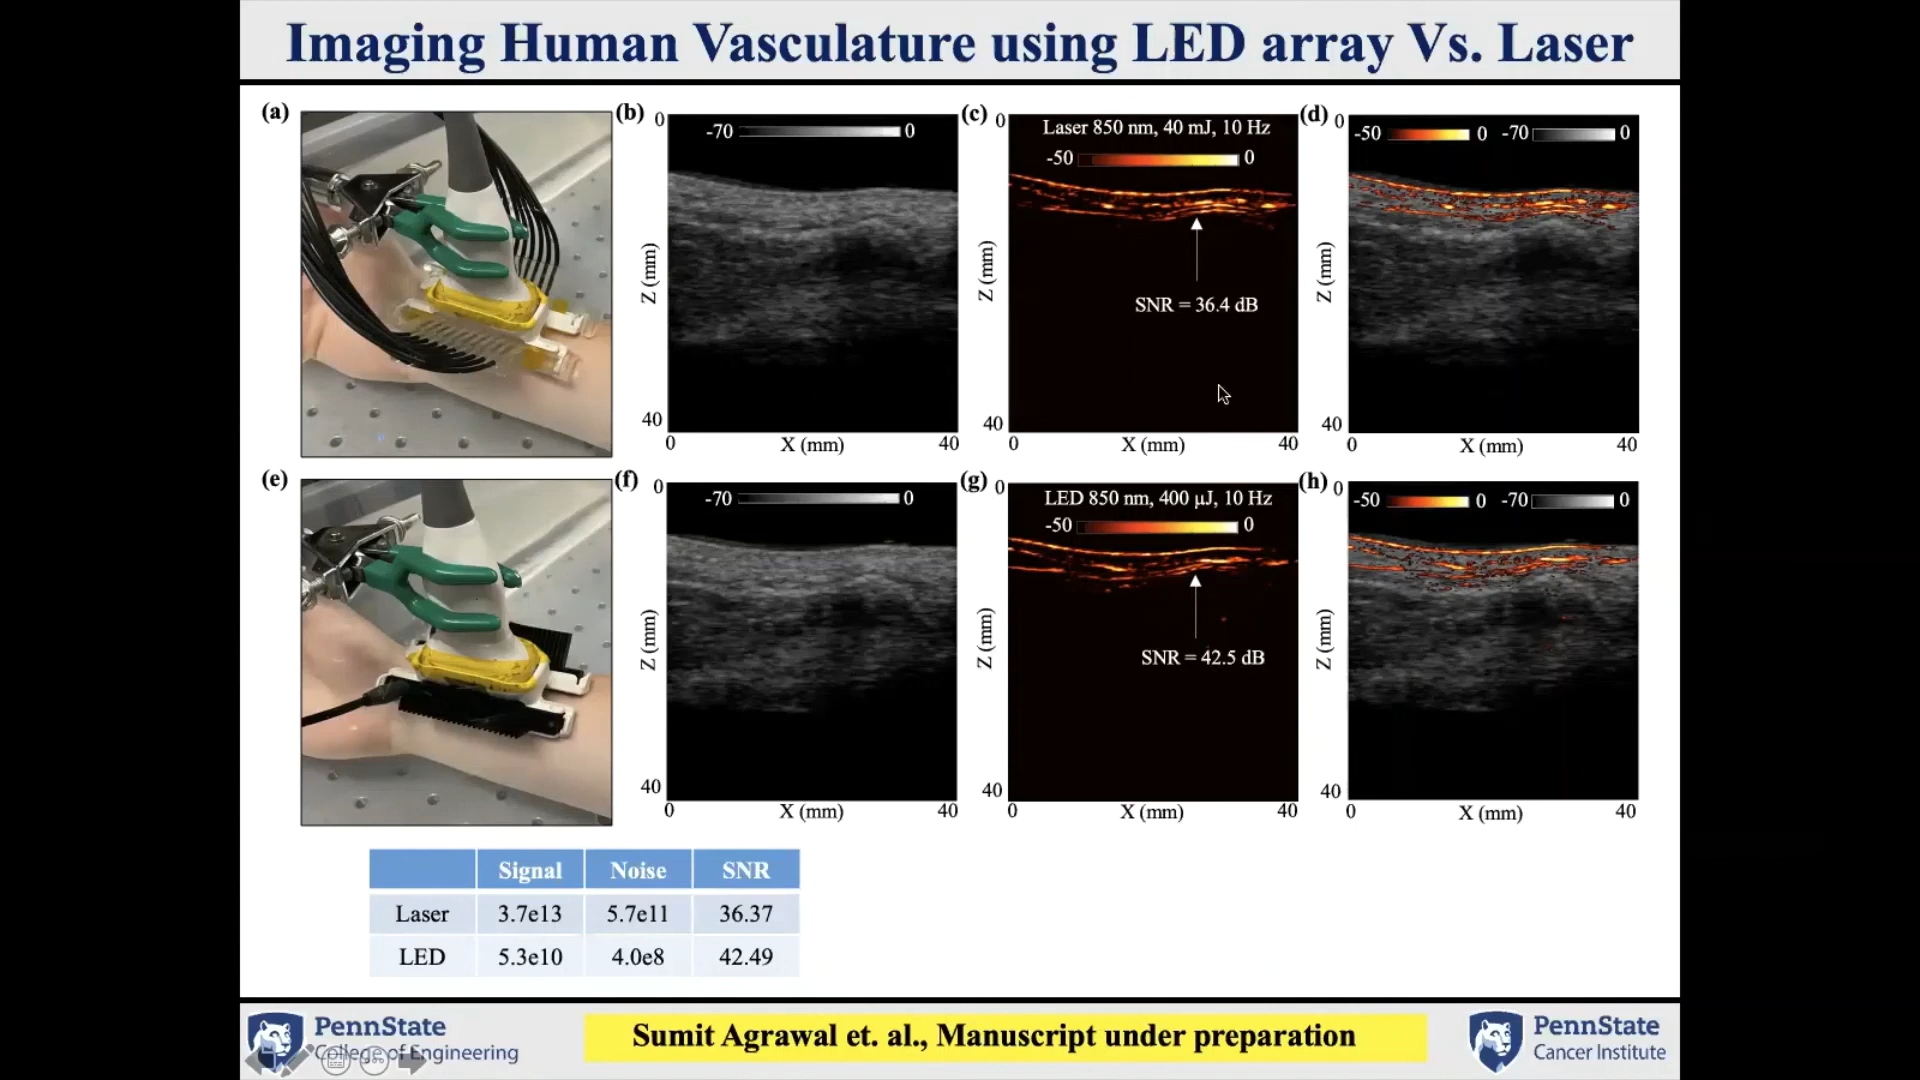 Imaging Human Vasculature using LED array Vs. Laser
(a)
(b)
0
-70
0
Z (mm)
40
0
X (mm)
40
(c)
0
Laser 850 nm, 40 mJ, 10 Hz
-50
0
Z (mm)
SNR = 36.4 dB
40
0
X (mm)
40
(d)
0
-50
0
-70
0
Z (mm)
40
0
X (mm)
40
(e)
(f)
0
-70
0
Z (mm)
40
0
X (mm)
40
(g)
0
LED 850 nm, 400 µJ, 10 Hz
-50
0
Z (mm)
SNR = 42.5 dB
40
0
X (mm)
40
(h)
0
-50
0
-70
0
Z (mm)
40
0
X (mm)
40
Signal Noise SNR
Laser 3.7e13 5.7e11 36.37
LED 5.3e10 4.0e8 42.49
PennState
College of Engineering
Sumit Agrawal et. al., Manuscript under preparation
PennState
Cancer Institute